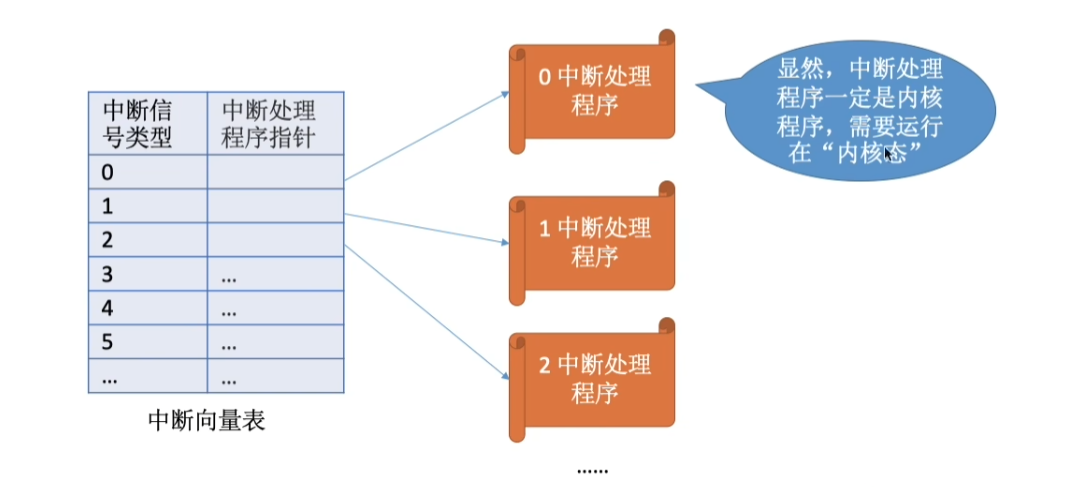 中断信
号类型
中断处理
程序指针
0
1
2
3 ...
4 ...
5 ...
... ...
中断向量表
0 中断处理
程序
1 中断处理
程序
2 中断处理
程序
......
显然，中断处理
程序一定是内核
程序，需要运行
在“内核态”